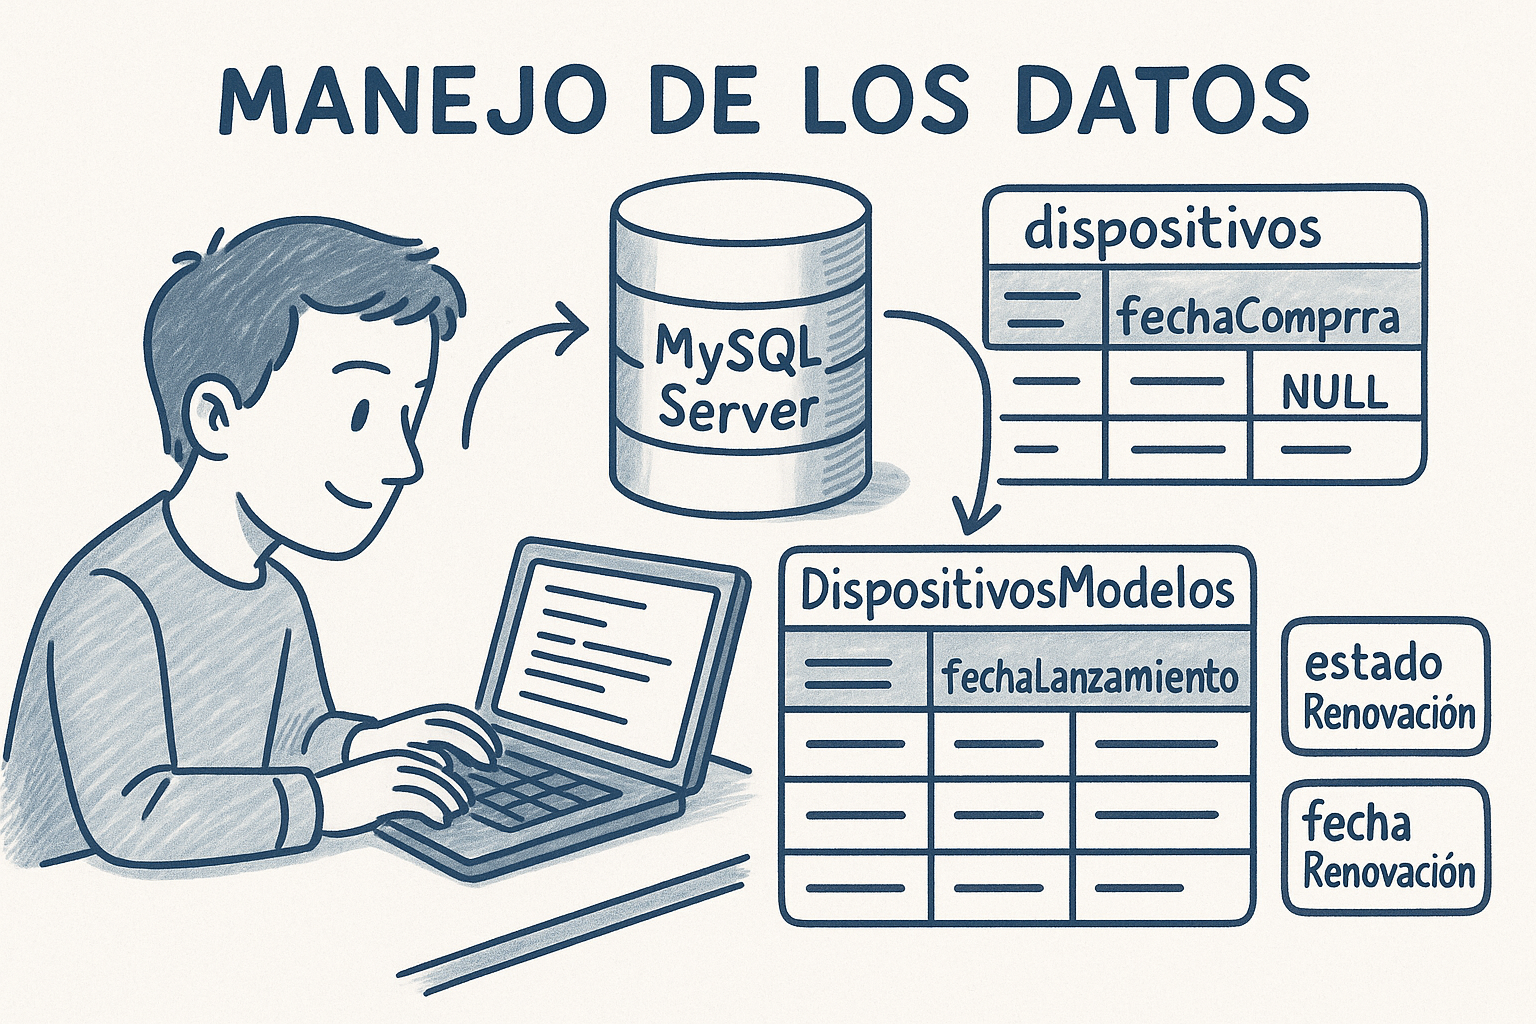 MANEJO DE LOS DATOS
MySQL
Server
dispositivos
fechaComprra
NULL
DispositivosModelos
fechaLanzamiento
estado
Renovación
fecha
Renovación